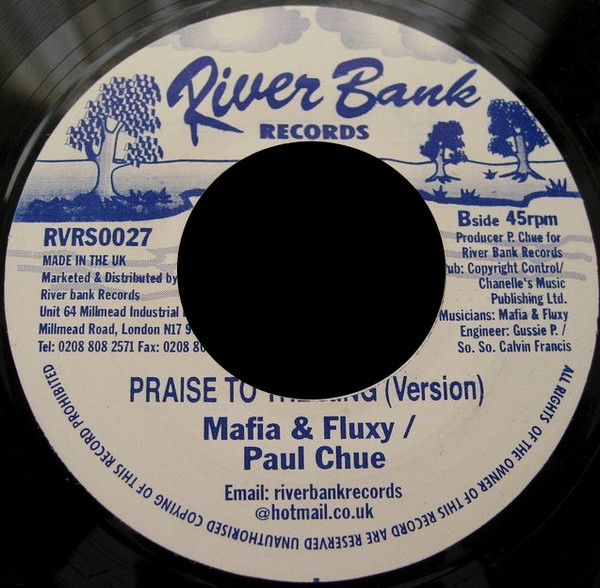 River Bank
RECORDS
RVRS0027
MADE IN THE UK
Marketed & Distributed by
River bank Records
Unit 64 Millmead Industrial
Millmead Road, London N17 9
Tel: 0208 808 2571 Fax: 0208 80
Bside 45rpm
Producer P. Chue for
River Bank Records
Pub: Copyright Control/
Chanelle's Music
Publishing Ltd.
Musicians: Mafia & Fluxy
Engineer: Gussie P. /
So. So. Calvin Francis
PRAISE TO THE KING (Version)
Mafia & Fluxy /
Paul Chue
Email: riverbankrecords
@hotmail.co.uk
ALL RIGHTS OF THE OWNER OF THIS RECORD ARE RESERVED UNAUTHORISED COPYING OF THIS RECORD PROHIBITED